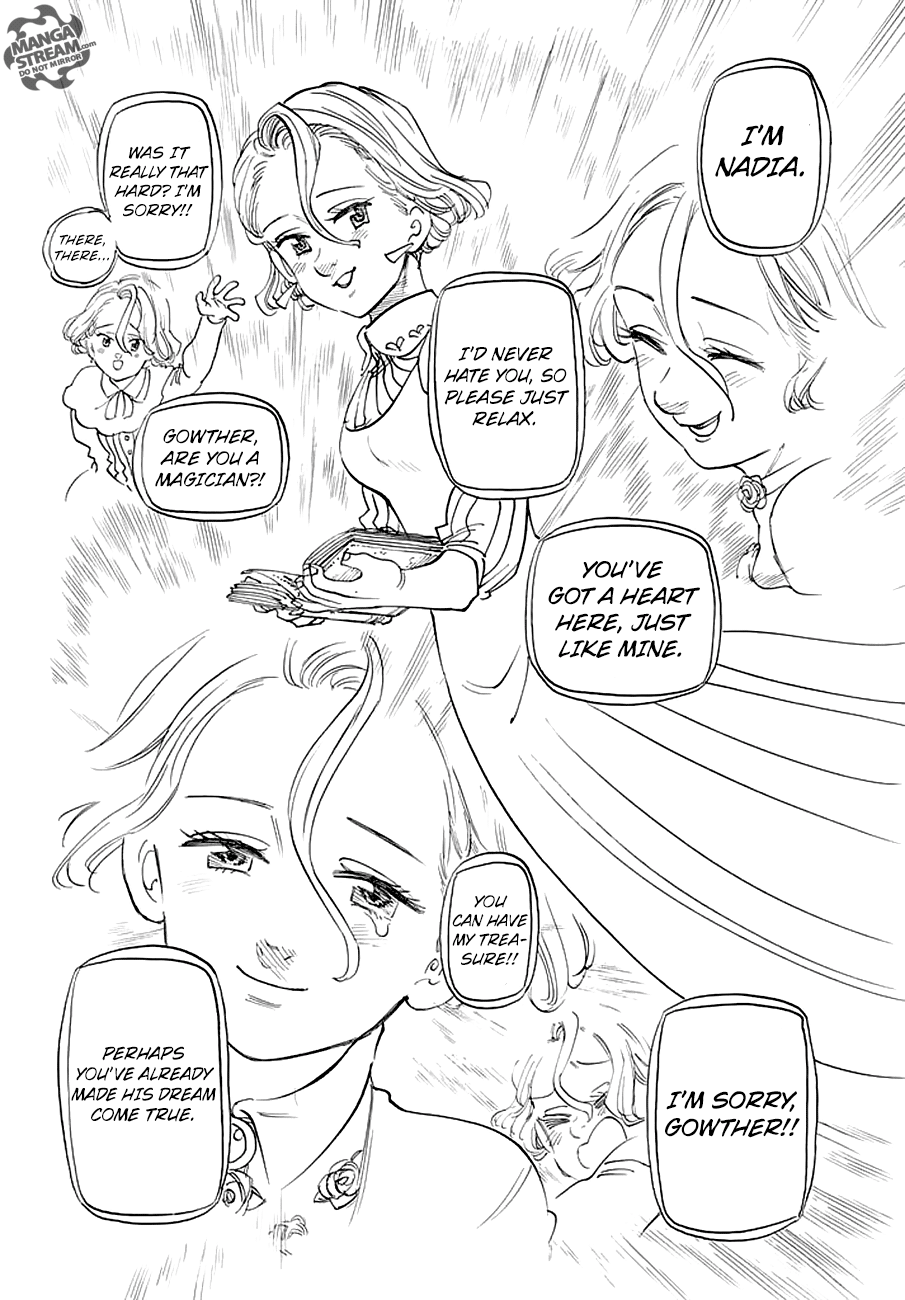 MANGA
STREAM.com
DO NOT MIRROR
I'M
NADIA.
WAS IT
REALLY THAT
HARD? I'M
SORRY!!
THERE,
THERE...
I'D NEVER
HATE YOU, SO
PLEASE JUST
RELAX.
GOWTHER,
ARE YOU A
MAGICIAN?!
YOU'VE
GOT A HEART
HERE, JUST
LIKE MINE.
YOU
CAN HAVE
MY TREA-
SURE!!
PERHAPS
YOU'VE ALREADY
MADE HIS DREAM
COME TRUE.
I'M SORRY,
GOWTHER!!